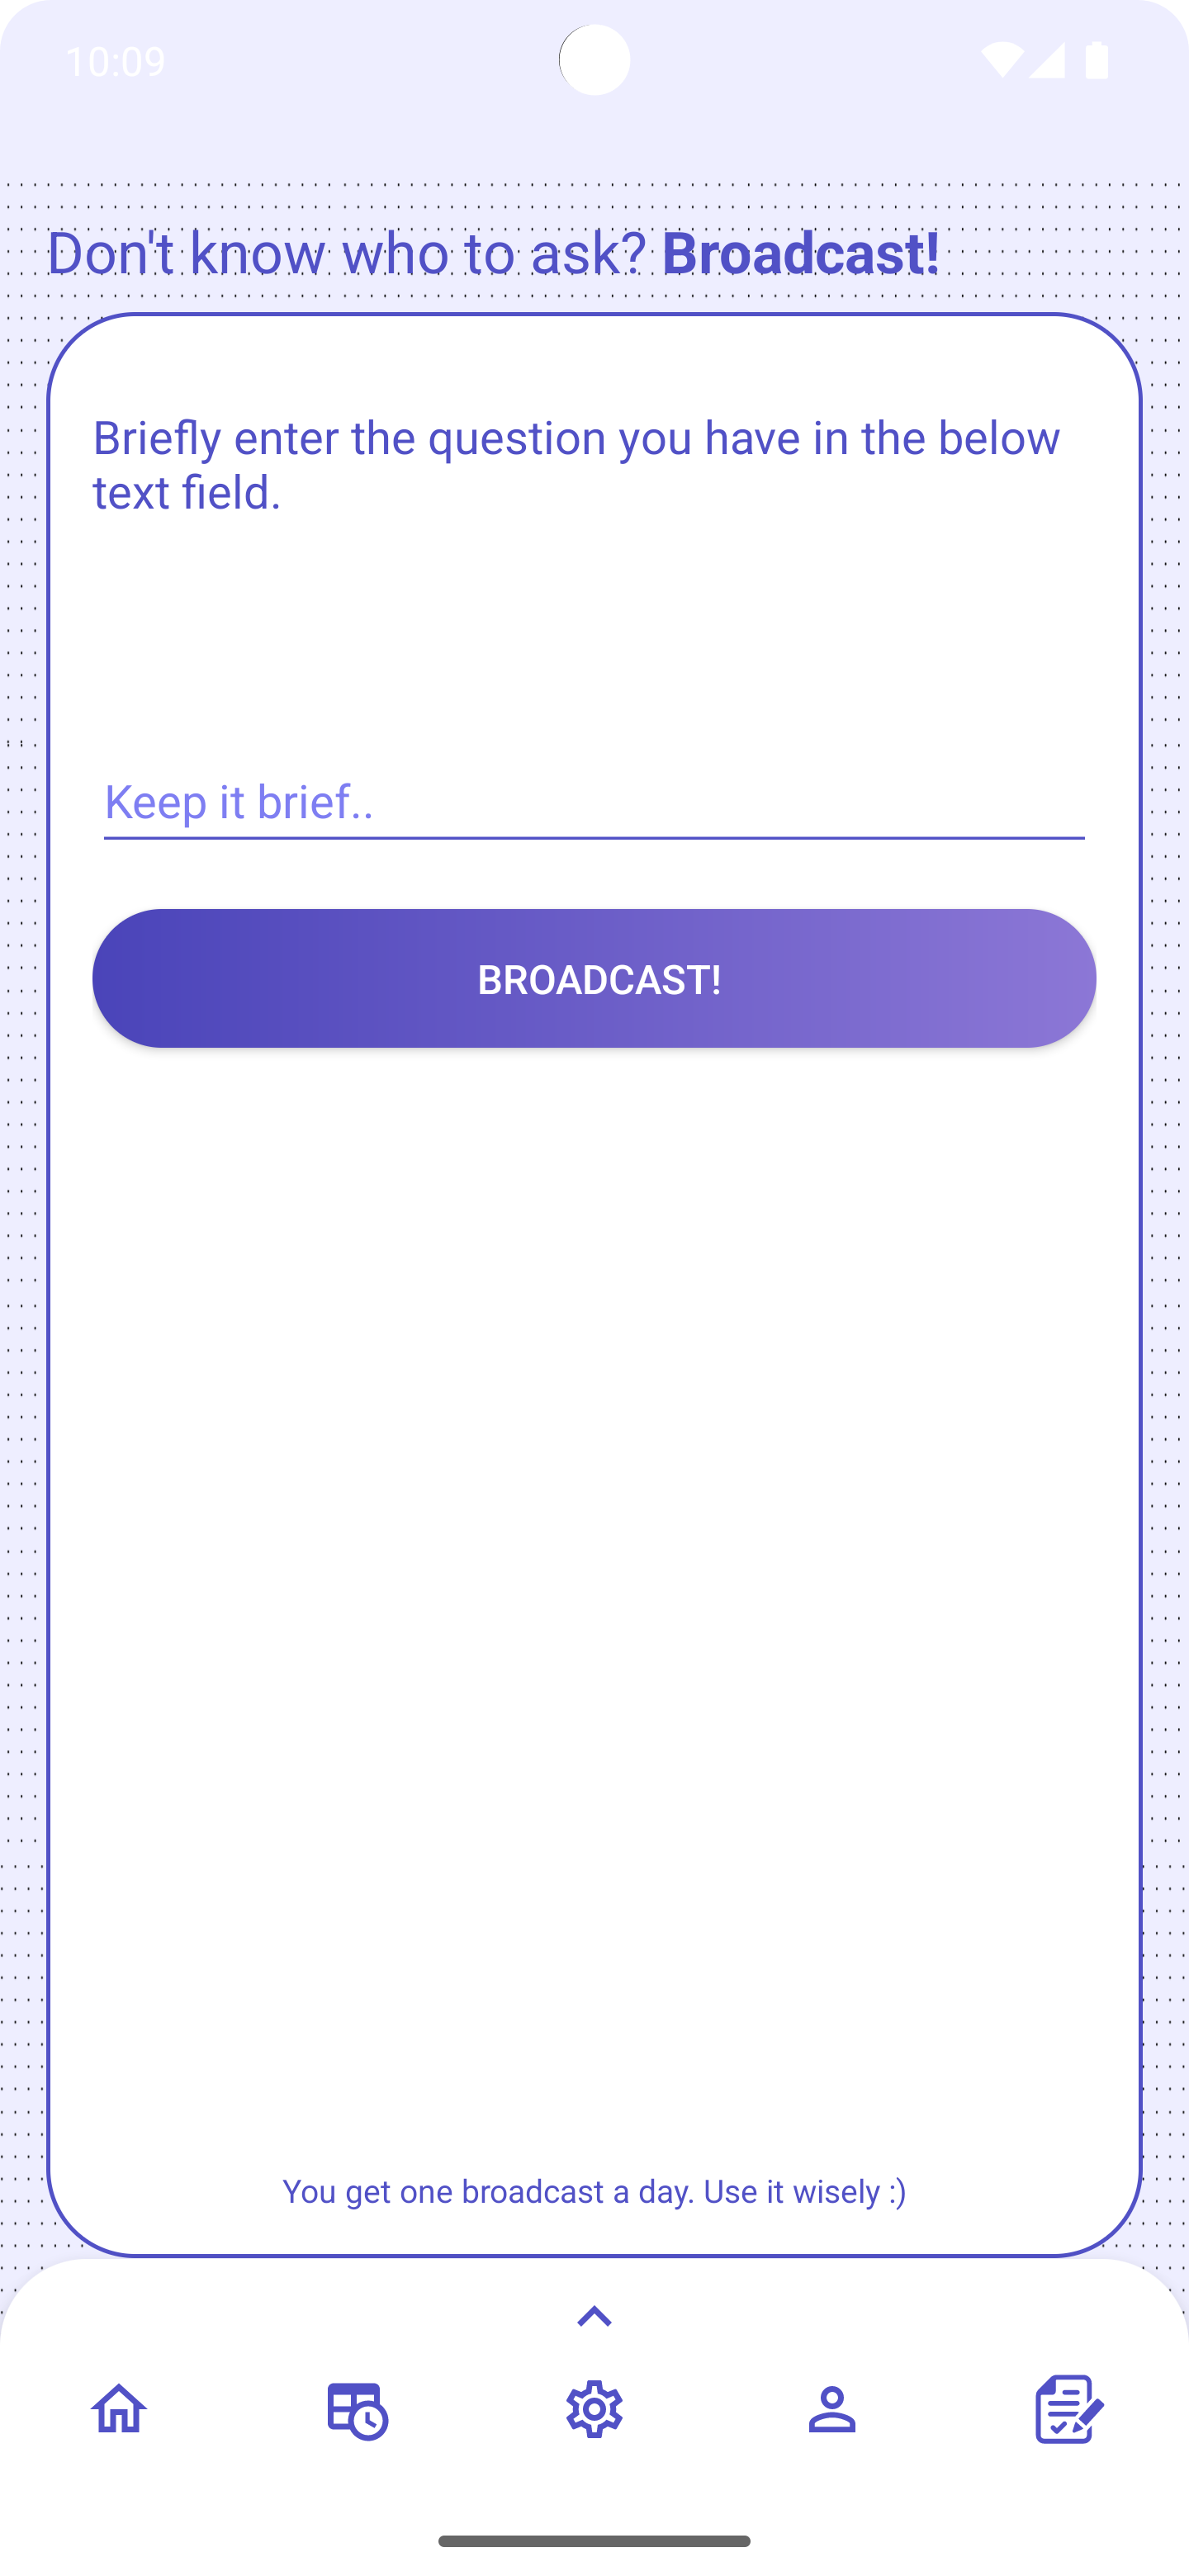 10:09
Don't know who to ask? Broadcast!
Briefly enter the question you have in the below
text field.
Keep it brief..
BROADCAST!
You get one broadcast a day. Use it wisely :)